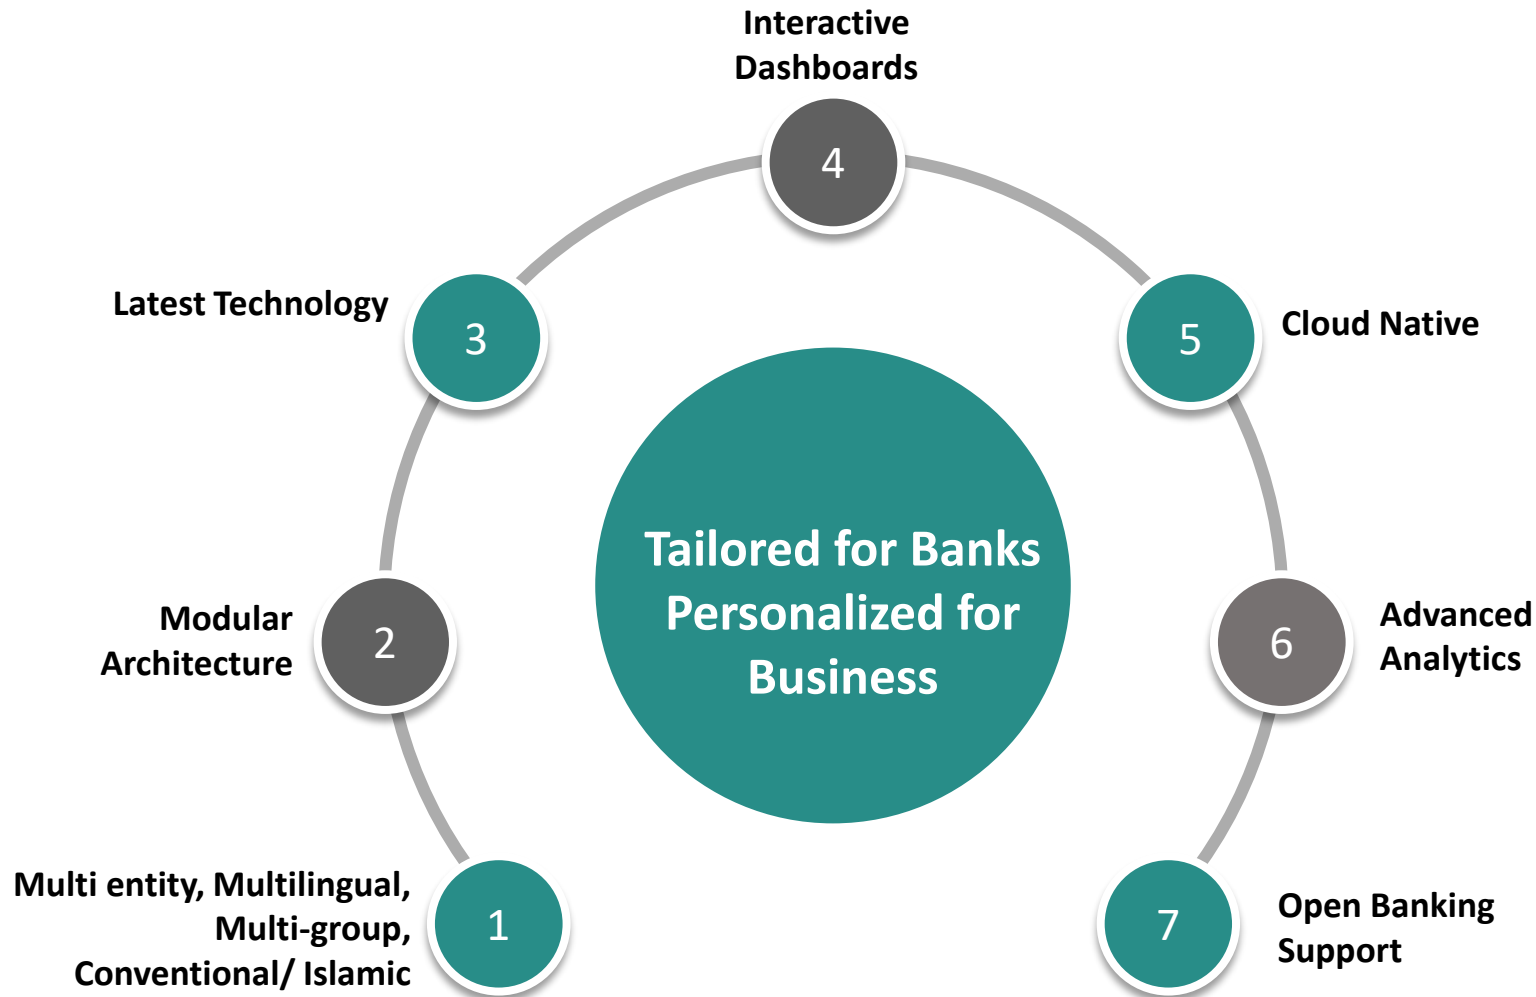 Interactive
Dashboards
4
Latest Technology
3
5
Cloud Native
Tailored for Banks
Personalized for
Business
Modular
Architecture
2
6
Advanced
Analytics
Multi entity, Multilingual,
Multi-group,
Conventional/ Islamic
1
7
Open Banking
Support